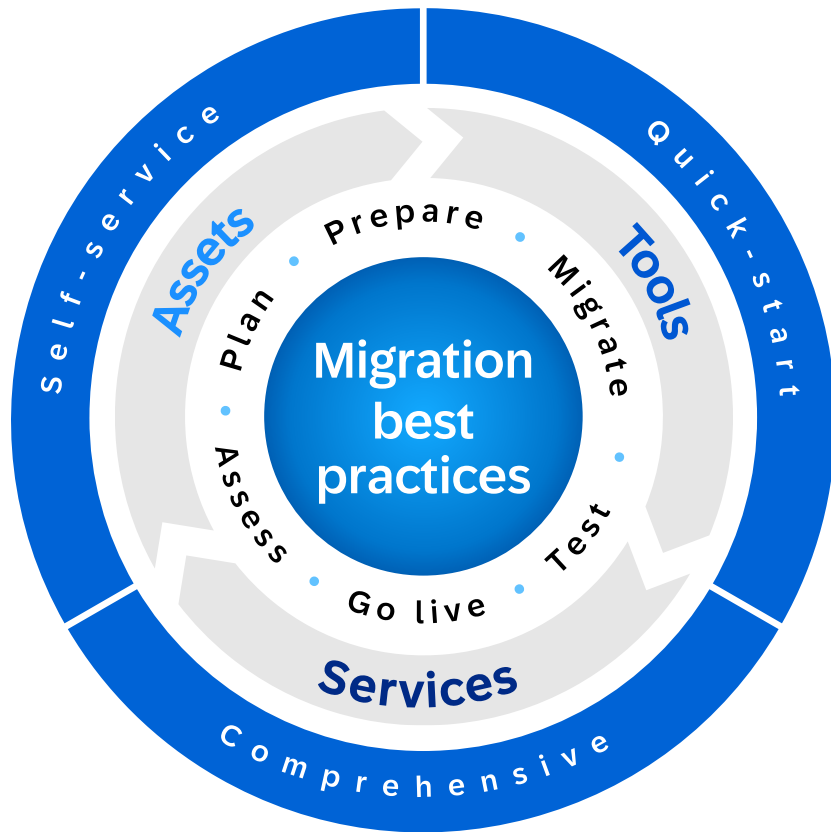 Self-service
Quick-start
Comprehensive
Assets
Tools
Services
Assess
Plan
Prepare
Migrate
Test
Go live
Migration
best
practices